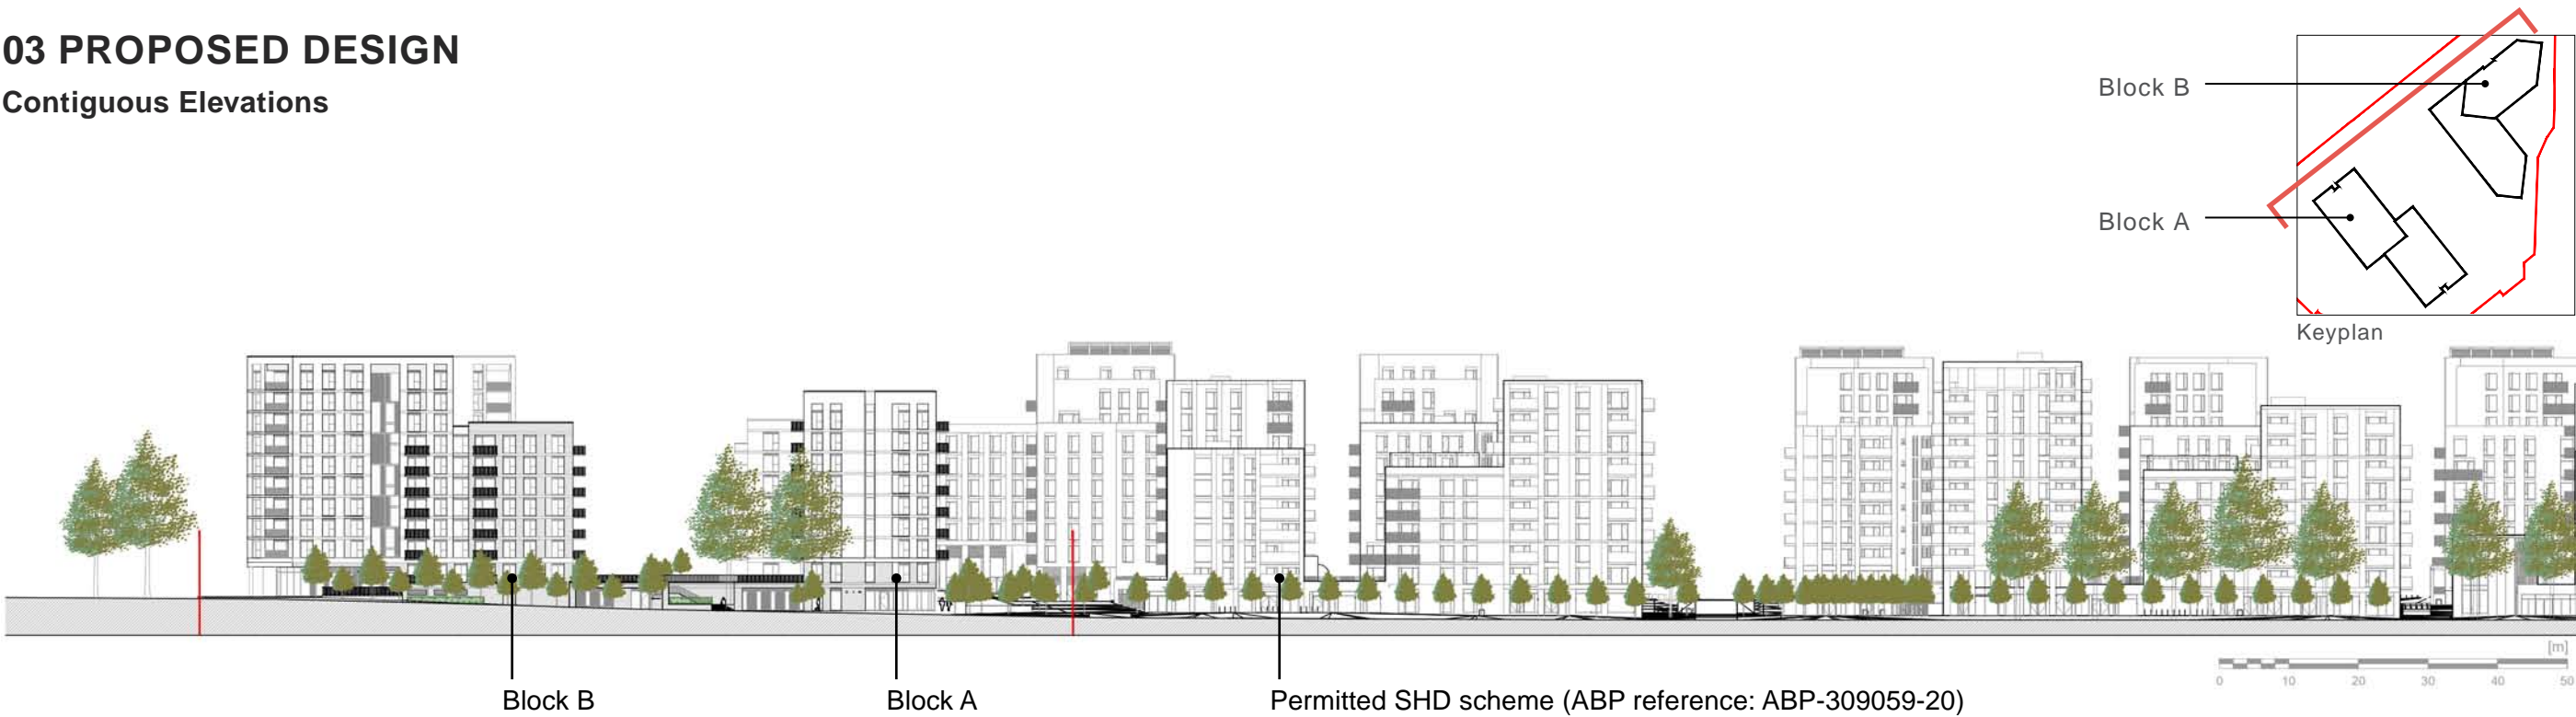 03 PROPOSED DESIGN
Contiguous Elevations
Block B
Block A
Keyplan
Block B
Block A
Permitted SHD scheme (ABP reference: ABP-309059-20)
[m]
0 10 20 30 40 50